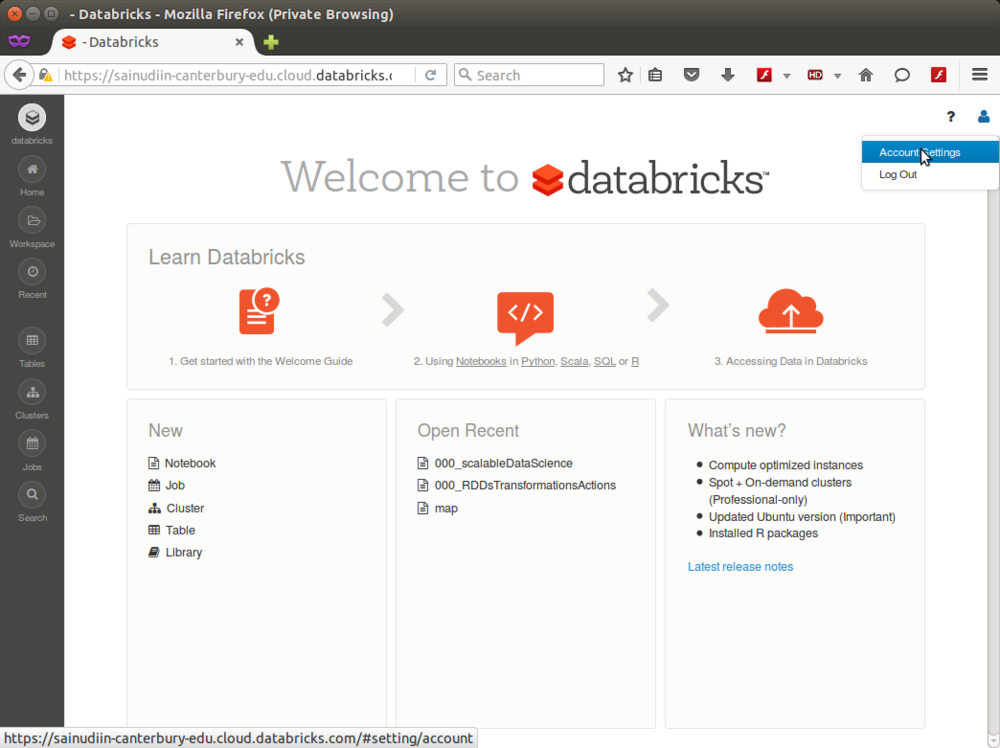 - Databricks - Mozilla Firefox (Private Browsing)
- Databricks
https://sainudiin-canterbury-edu.cloud.databricks.c
Search
HD
databricks
Home
Workspace
Recent
Tables
Clusters
Jobs
Search
?
Account Settings
Log Out
Welcome to databricks™
Learn Databricks
?
</>
1. Get started with the Welcome Guide
2. Using Notebooks in Python, Scala, SQL or R
3. Accessing Data in Databricks
New
Notebook
Job
Cluster
Table
Library
Open Recent
000_scalableDataScience
000_RDDsTransformationsActions
map
What's new?
Compute optimized instances
Spot + On-demand clusters
(Professional-only)
Updated Ubuntu version (Important)
Installed R packages
Latest release notes
https://sainudiin-canterbury-edu.cloud.databricks.com/#setting/account